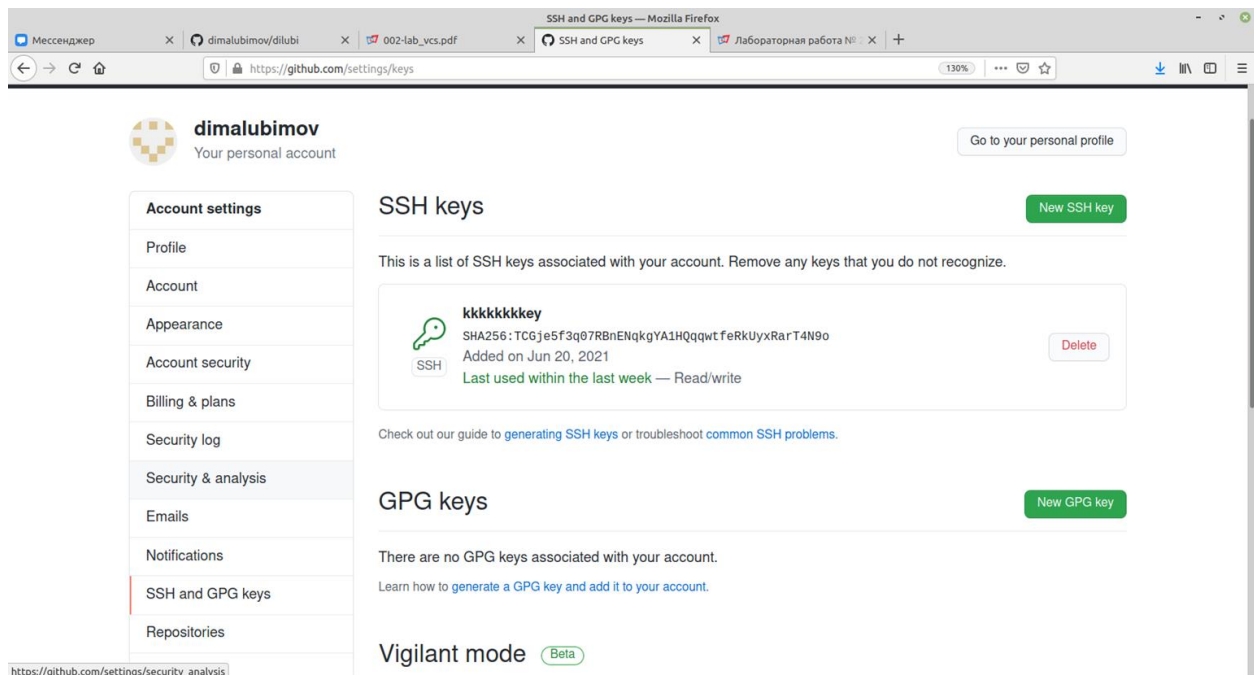 SSH and GPG keys — Mozilla Firefox
Мессенджер
dimalubimov/dilubi
002-lab_vcs.pdf
SSH and GPG keys
Лабораторная работа №
https://github.com/settings/keys
130%
dimalubimov
Your personal account
Go to your personal profile
Account settings
Profile
Account
Appearance
Account security
Billing & plans
Security log
Security & analysis
Emails
Notifications
SSH and GPG keys
Repositories
SSH keys
New SSH key
This is a list of SSH keys associated with your account. Remove any keys that you do not recognize.
kkkkkkkkey
SHA256:TCGje5f3q07RBnENqkgYA1HQqqwtfeRkUyxRarT4N9o
SSH
Added on Jun 20, 2021
Last used within the last week — Read/write
Delete
Check out our guide to generating SSH keys or troubleshoot common SSH problems.
GPG keys
New GPG key
There are no GPG keys associated with your account.
Learn how to generate a GPG key and add it to your account.
Vigilant mode Beta
https://github.com/settings/security_analysis